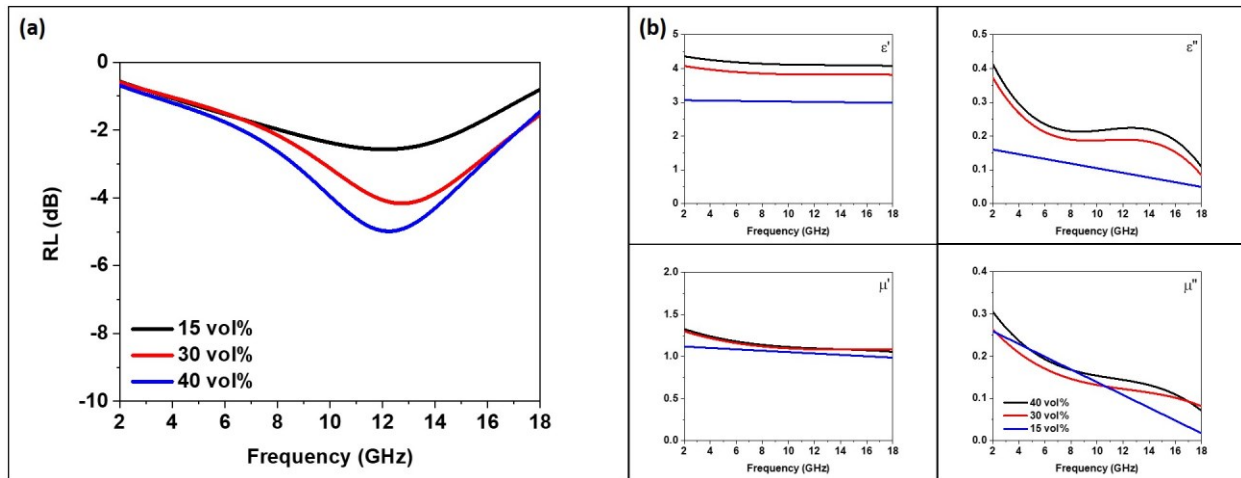 (a)
0
-2
-4
-6
-8
-10
RL (dB)
15 vol%
30 vol%
40 vol%
2 4 6 8 10 12 14 16 18
Frequency (GHz)
(b)
ε'
5
4
3
2
1
0
2 4 6 8 10 12 14 16 18
Frequency (GHz)
ε"
0.5
0.4
0.3
0.2
0.1
0.0
2 4 6 8 10 12 14 16 18
Frequency (GHz)
μ'
2.0
1.5
1.0
0.5
0.0
2 4 6 8 10 12 14 16 18
Frequency (GHz)
μ"
0.4
0.3
0.2
0.1
0.0
40 vol%
30 vol%
15 vol%
2 4 6 8 10 12 14 16 18
Frequency (GHz)